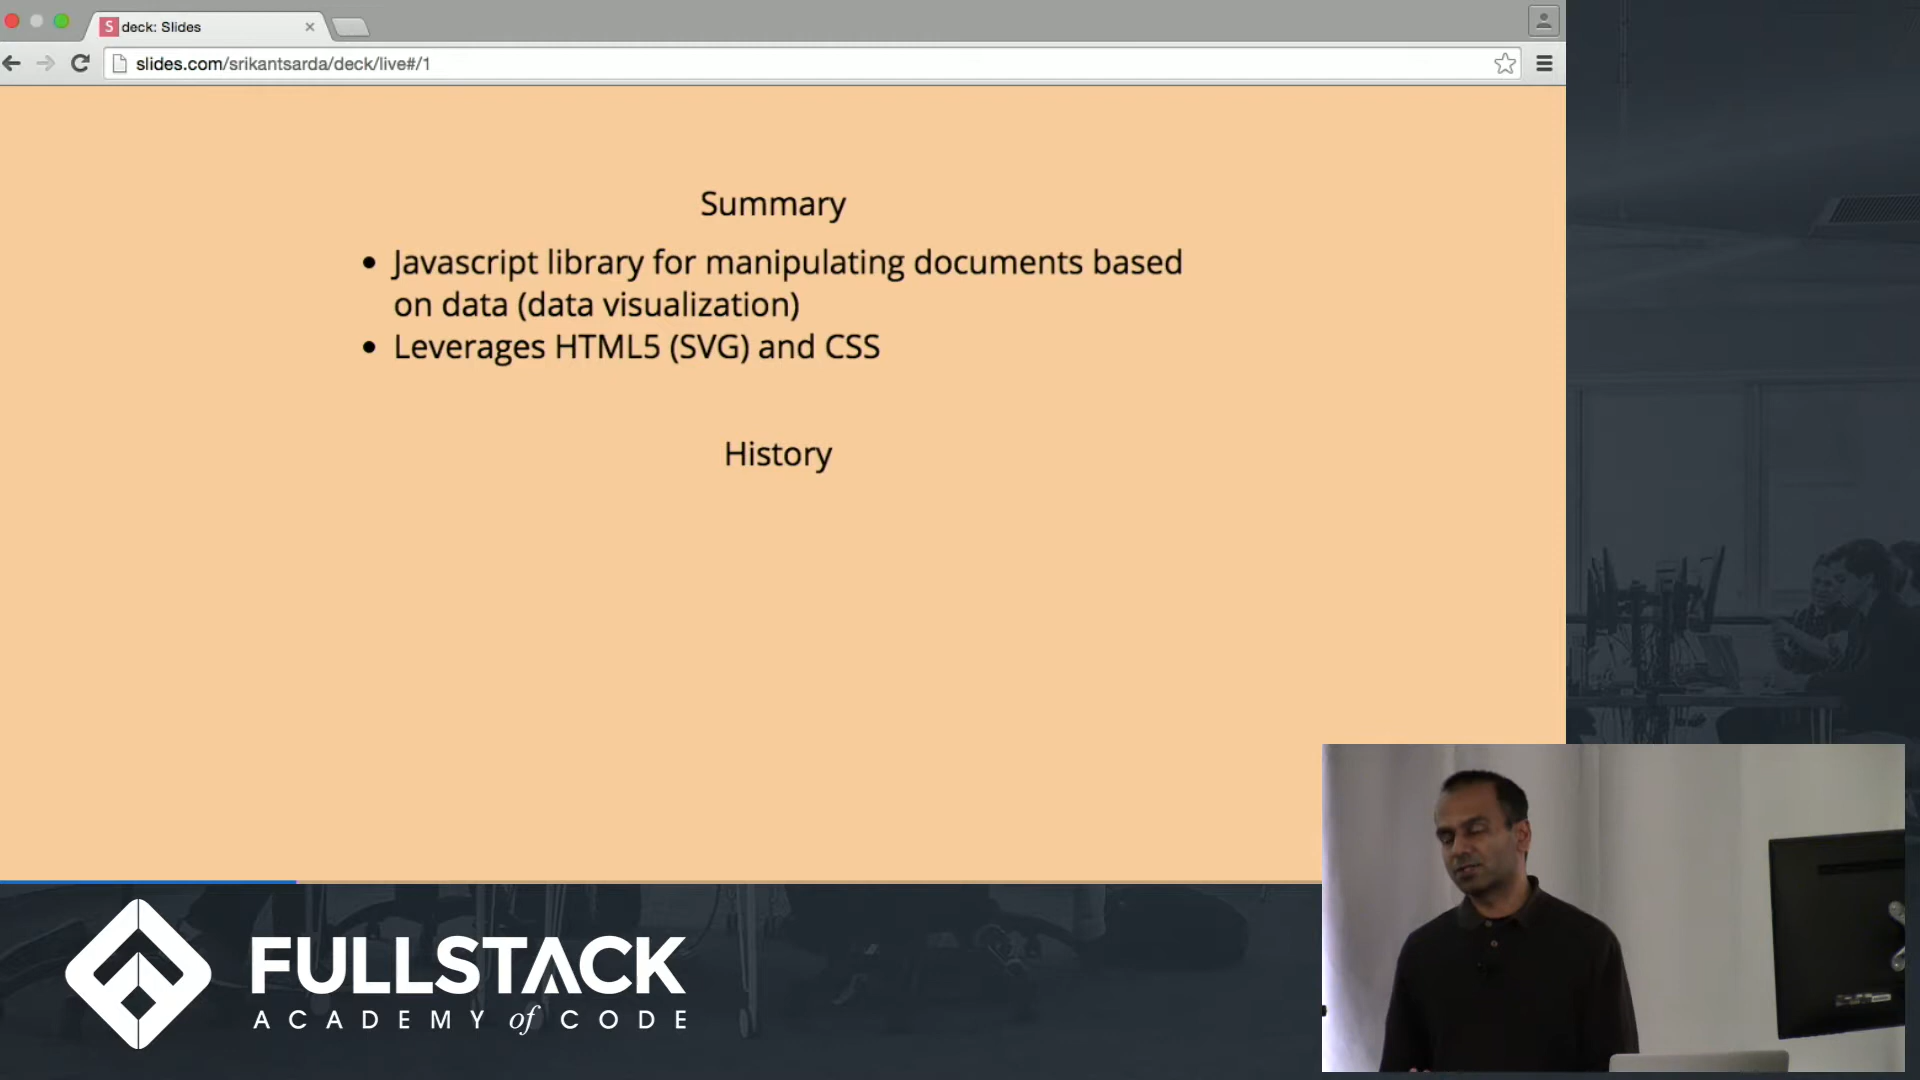 S deck: Slides
slides.com/srikantsarda/deck/live#/1
Summary
• Javascript library for manipulating documents based
on data (data visualization)
• Leverages HTML5 (SVG) and CSS
History
FULLSTACK
ACADEMY of CODE